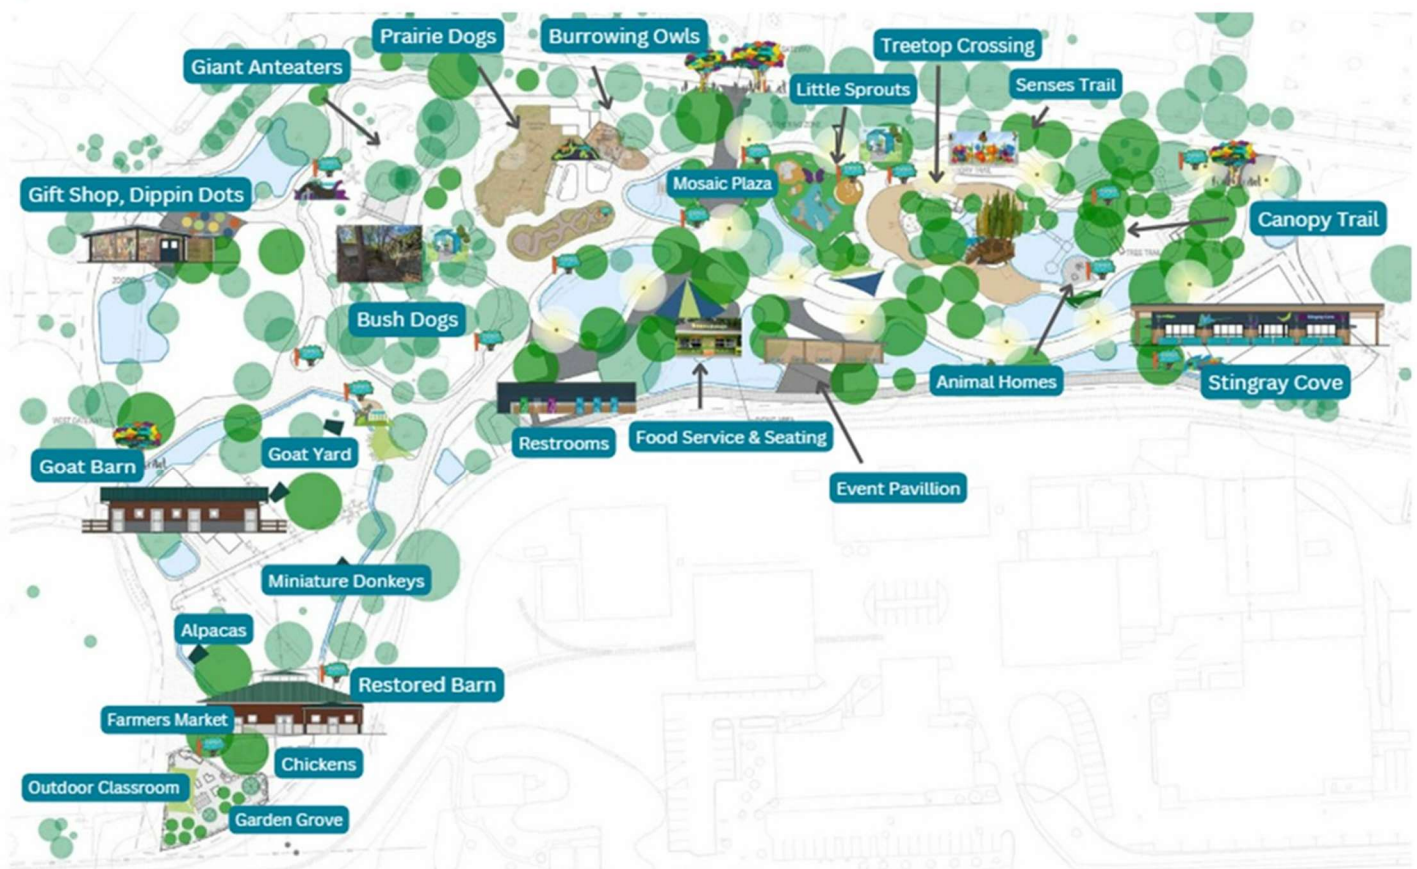 Prairie Dogs
Burrowing Owls
Treetop Crossing
Giant Anteaters
Little Sprouts
Senses Trail
Gift Shop, Dippin Dots
Mosaic Plaza
Canopy Trail
Bush Dogs
Animal Homes
Stingray Cove
Restrooms
Food Service & Seating
Goat Yard
Goat Barn
Event Pavillion
Miniature Donkeys
Alpacas
Restored Barn
Farmers Market
Chickens
Outdoor Classroom
Garden Grove